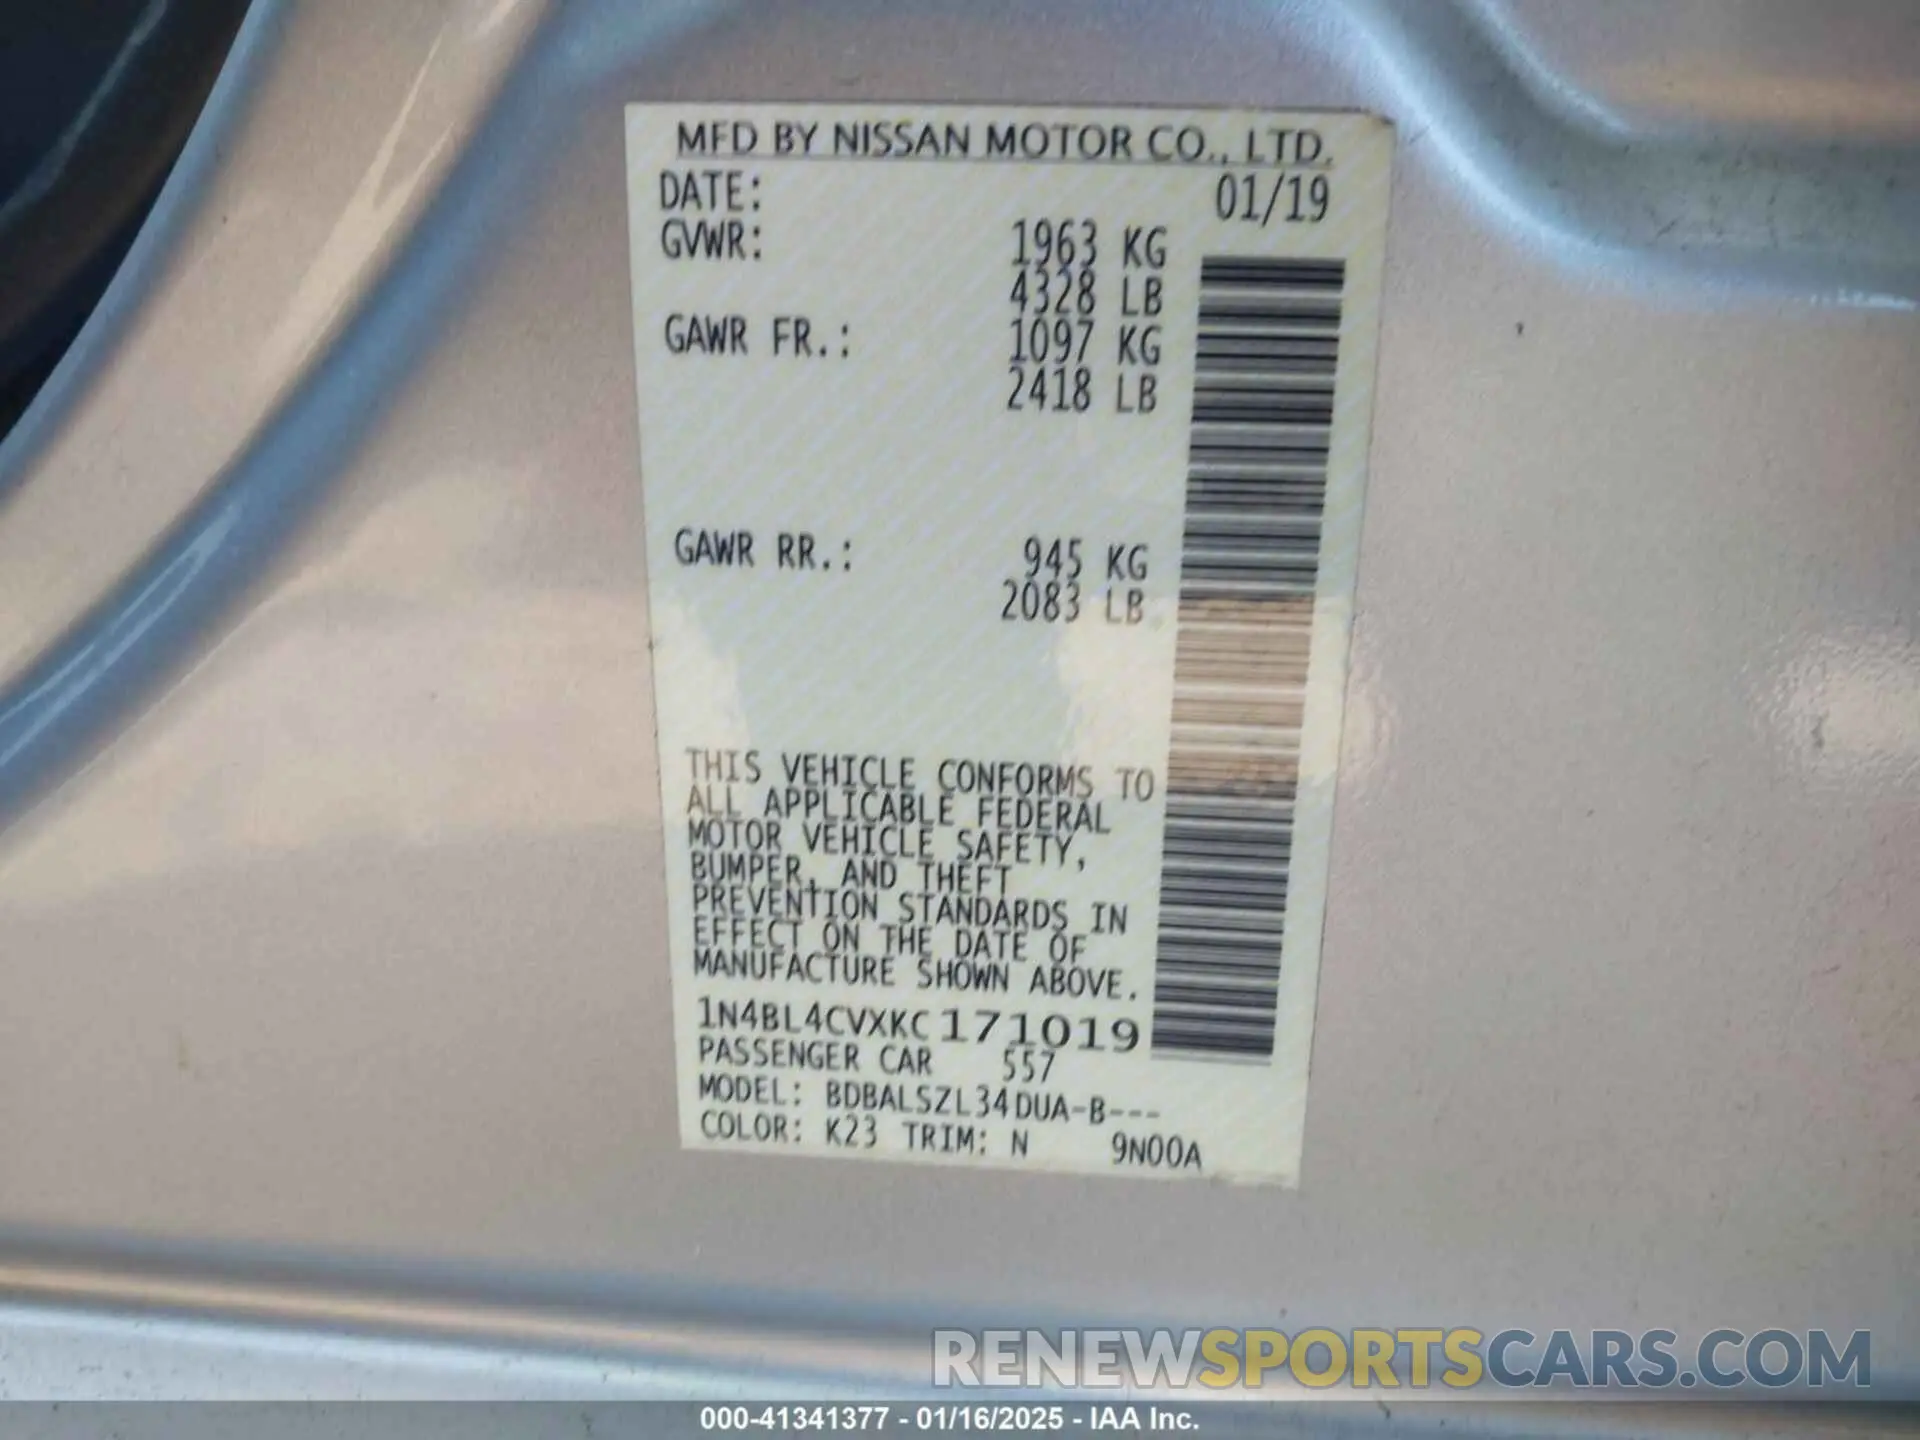 MFD BY NISSAN MOTOR CO., LTD.
DATE: 01/19
GVWR: 1963 KG
4328 LB
GAWR FR.: 1097 KG
2418 LB
GAWR RR.: 945 KG
2083 LB
THIS VEHICLE CONFORMS TO
ALL APPLICABLE FEDERAL
MOTOR VEHICLE SAFETY,
BUMPER, AND THEFT
PREVENTION STANDARDS IN
EFFECT ON THE DATE OF
MANUFACTURE SHOWN ABOVE.
1N4BL4CVXKC171019
PASSENGER CAR 557
MODEL: BDBALSZL34DUA-B---
COLOR: K23 TRIM: N 9N00A
RENEWSPORTSCARS.COM
000-41341377 - 01/16/2025 - IAA Inc.